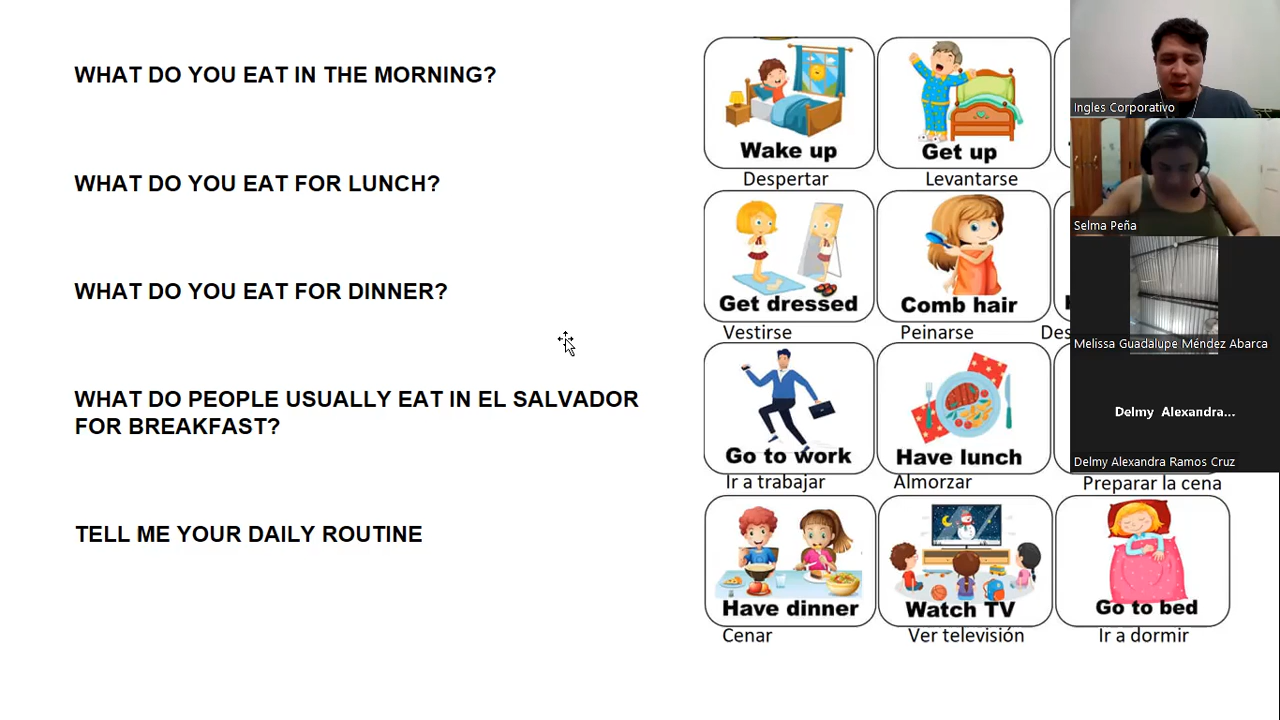 WHAT DO YOU EAT IN THE MORNING?
WHAT DO YOU EAT FOR LUNCH?
WHAT DO YOU EAT FOR DINNER?
WHAT DO PEOPLE USUALLY EAT IN EL SALVADOR
FOR BREAKFAST?
TELL ME YOUR DAILY ROUTINE
Wake up
Get up
Despertar
Levantarse
Get dressed
Comb hair
Vestirse
Peinarse
Go to work
Have lunch
Ir a trabajar
Almorzar
Preparar la cena
Have dinner
Watch TV
Go to bed
Cenar
Ver televisión
Ir a dormir
Ingles Corporativo
Selma Peña
Melissa Guadalupe Méndez Abarca
Delmy Alexandra...
Delmy Alexandra Ramos Cruz